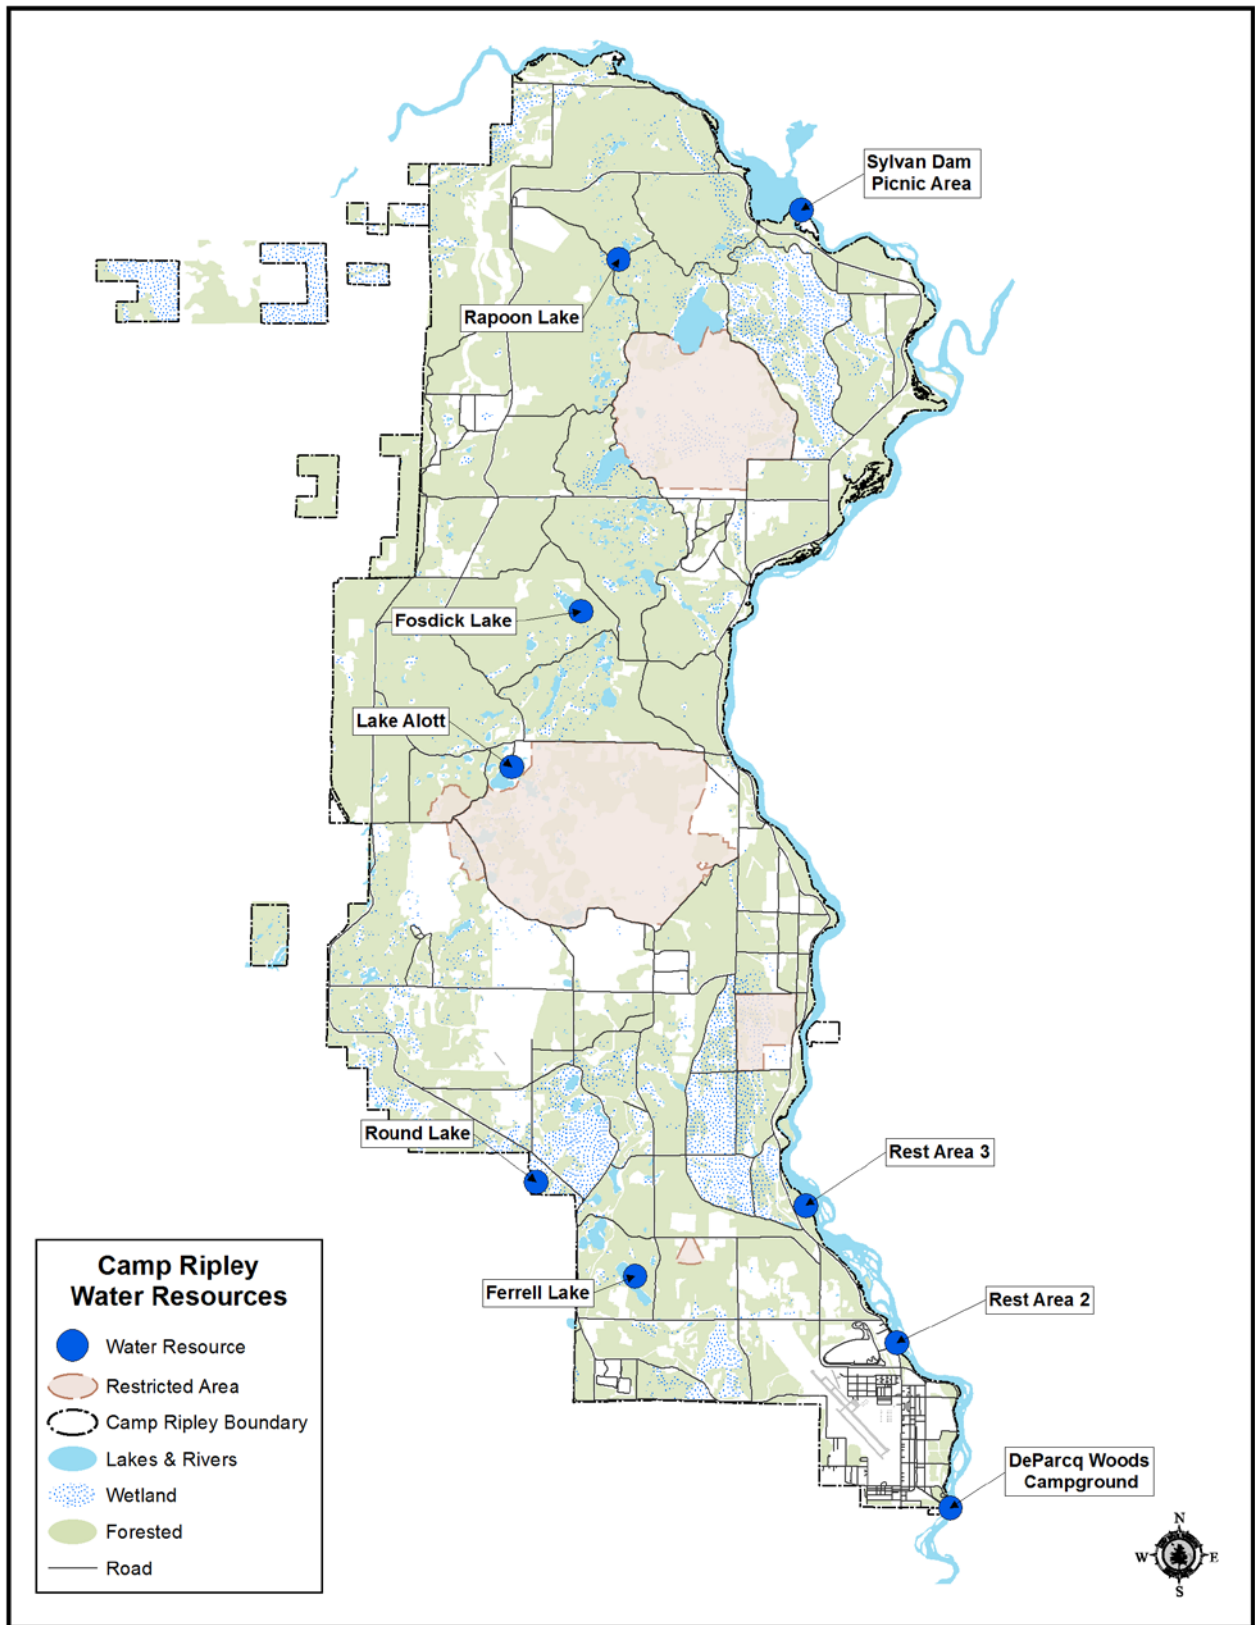 Sylvan Dam
Picnic Area
Rapoon Lake
Fosdick Lake
Lake Alott
Round Lake
Rest Area 3
Ferrell Lake
Rest Area 2
DeParcq Woods
Campground
Camp Ripley
Water Resources
Water Resource
Restricted Area
Camp Ripley Boundary
Lakes & Rivers
Wetland
Forested
Road
N
W
E
S